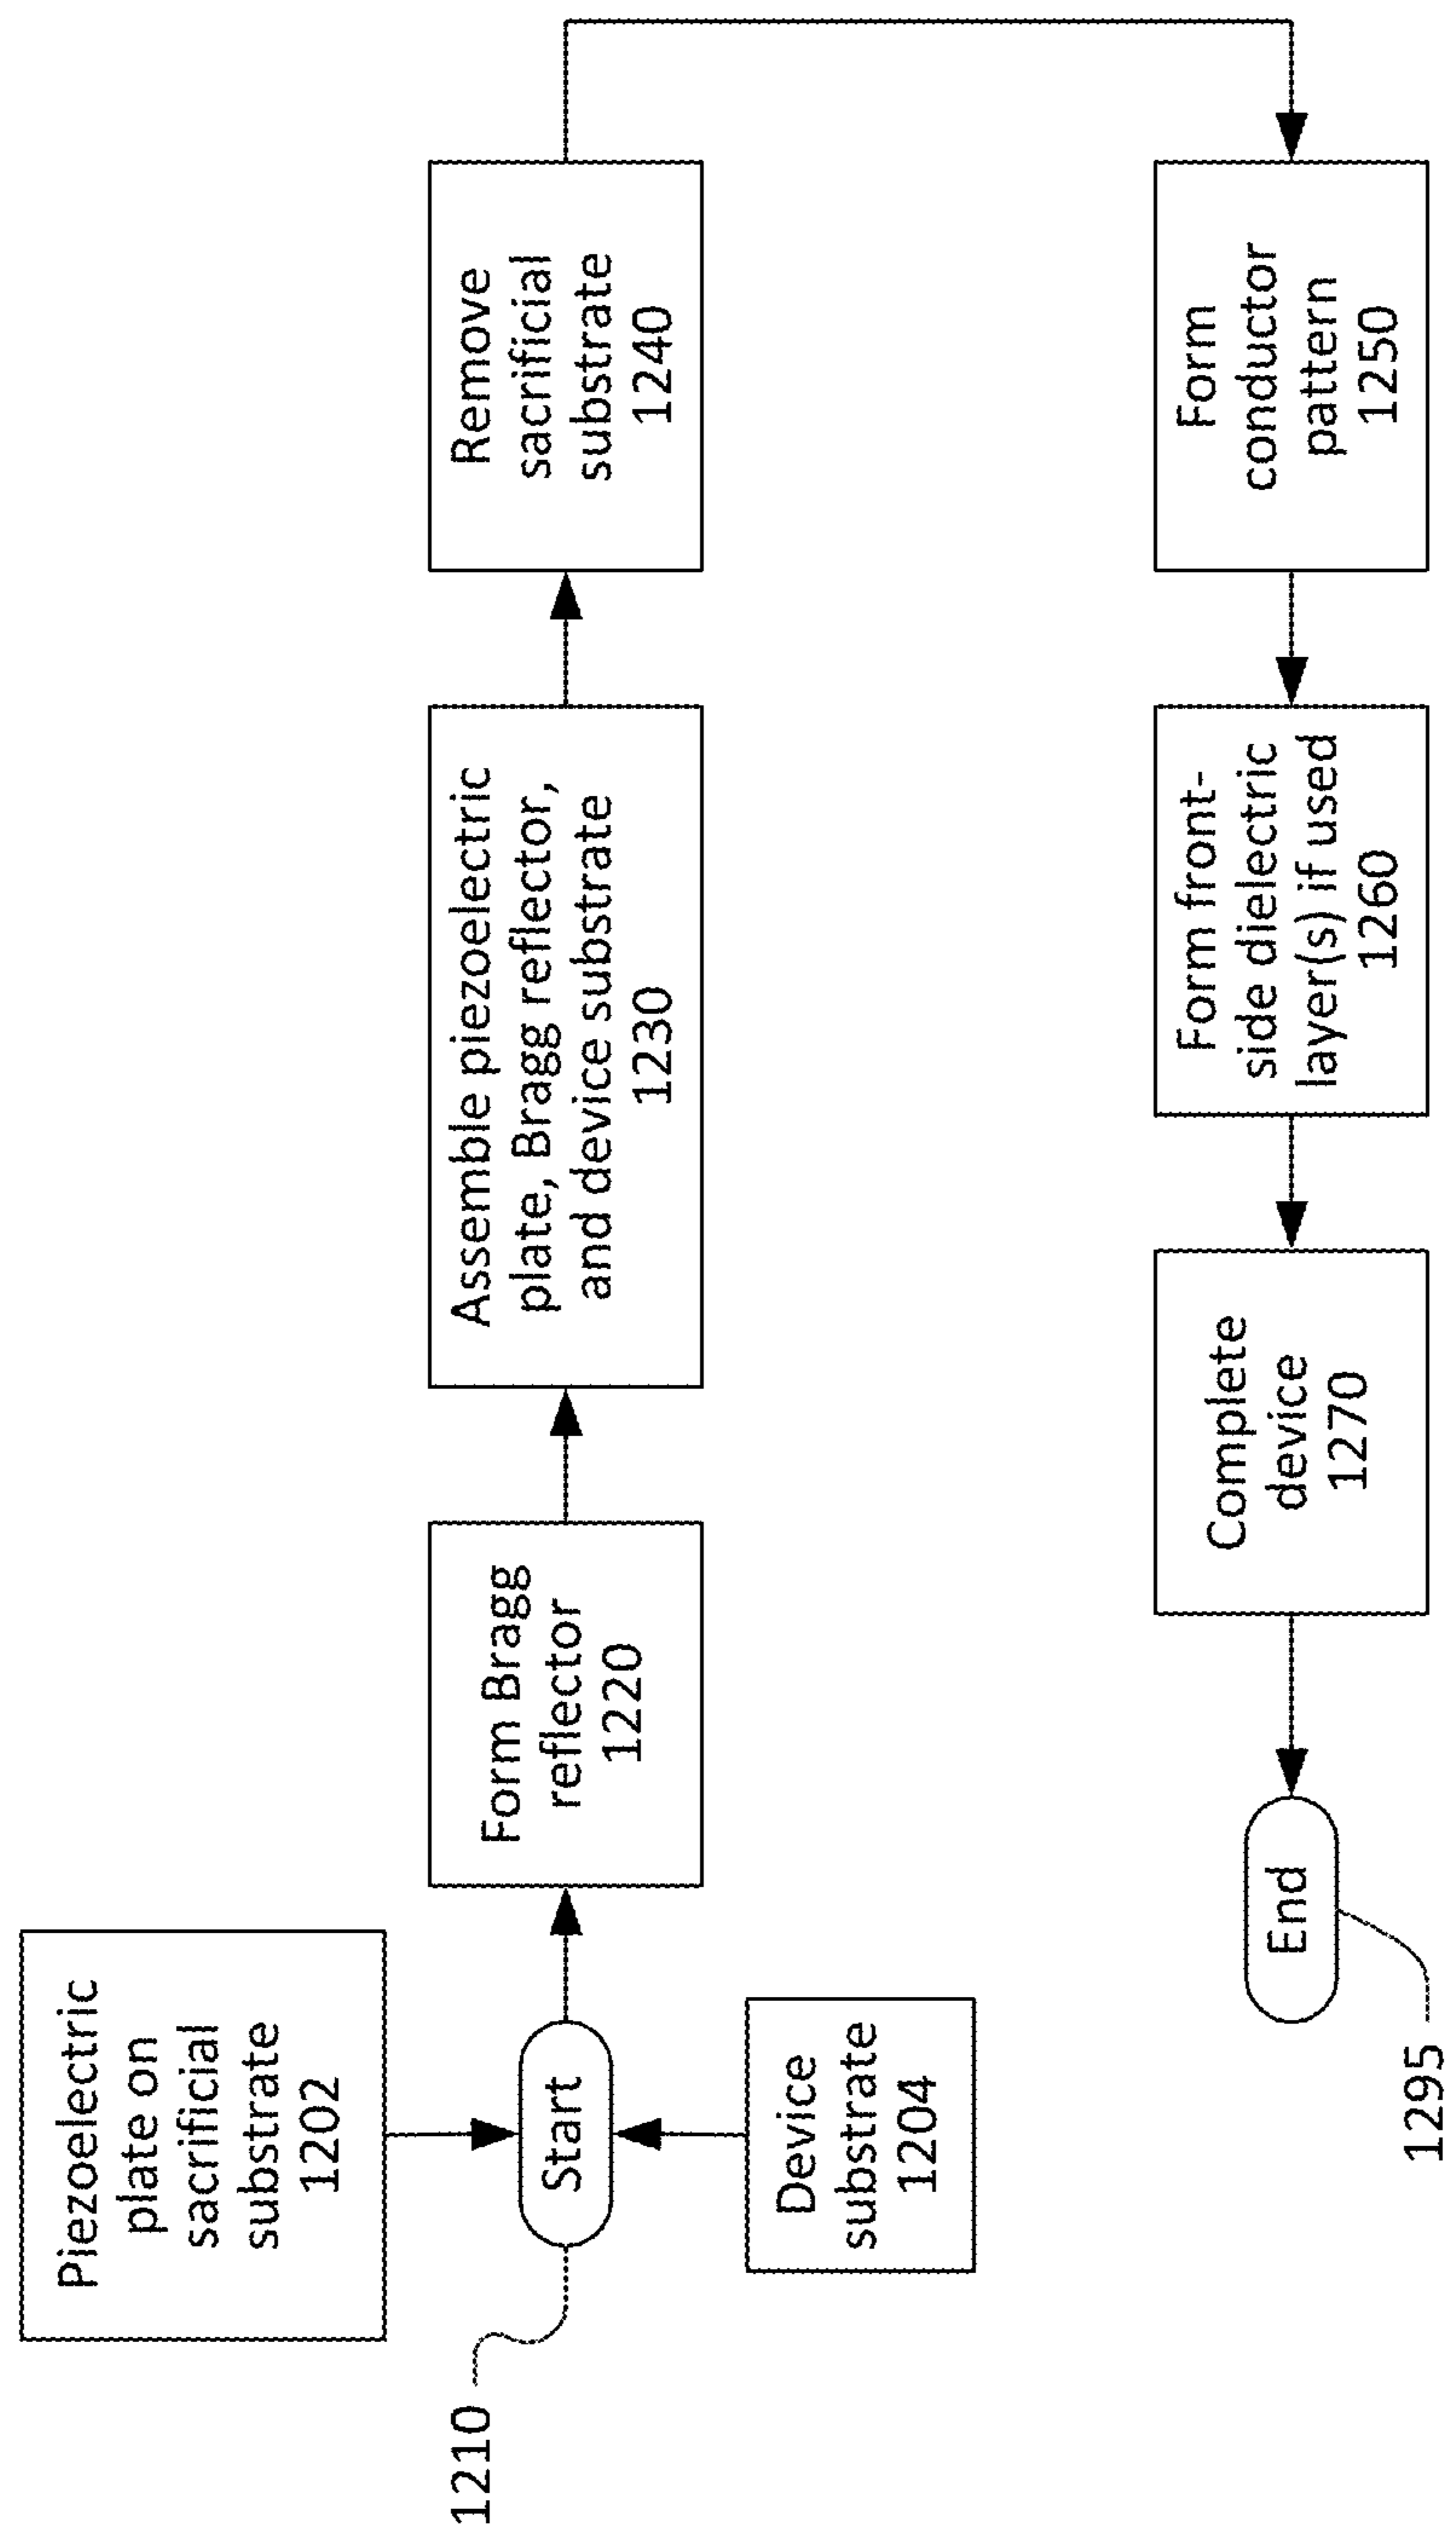 Piezoelectric
plate on
sacrificial
substrate
1202
1210
Start
Device
substrate
1204
Form Bragg
reflector
1220
Assemble piezoelectric
plate, Bragg reflector,
and device substrate
1230
Remove
sacrificial
substrate
1240
Form
conductor
pattern
1250
Form front-
side dielectric
layer(s) if used
1260
Complete
device
1270
End
1295